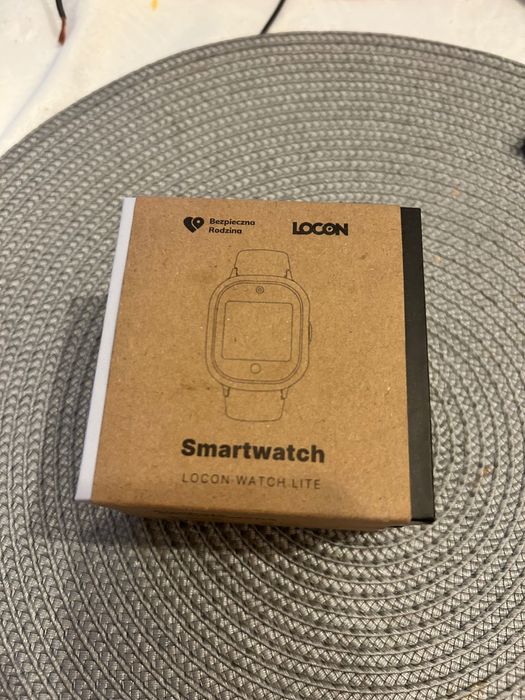 Bezpieczna
Rodzina
LOCON
Smartwatch
LOCON WATCH LITE